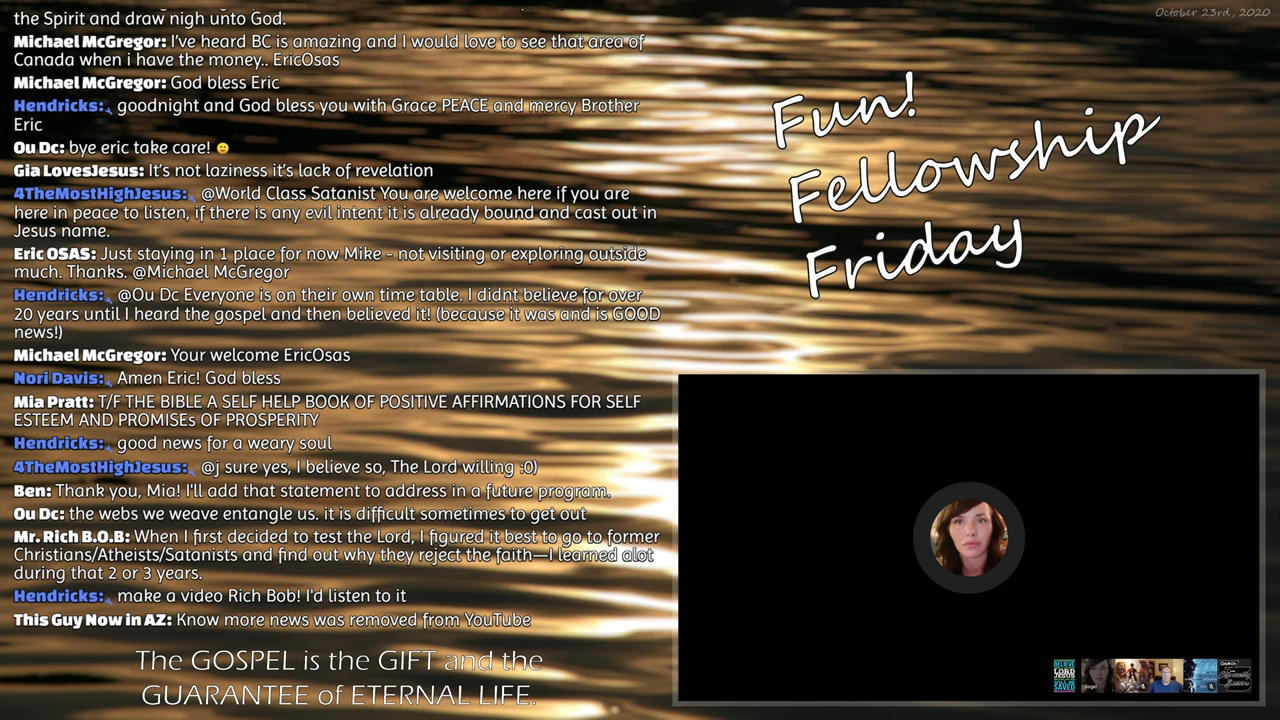 the Spirit and draw nigh unto God.
Michael McGregor: I've heard BC is amazing and I would love to see that area of
Canada when i have the money.. EricOsas
Michael McGregor: God bless Eric
Hendricks: goodnight and God bless you with Grace PEACE and mercy Brother
Eric
Ou Dc: bye eric take care! 🙂
Gia LovesJesus: It's not laziness it's lack of revelation
4TheMostHighJesus: @World Class Satanist You are welcome here if you are
here in peace to listen, if there is any evil intent it is already bound and cast out in
Jesus name.
Eric OSAS: Just staying in 1 place for now Mike - not visiting or exploring outside
much. Thanks. @Michael McGregor
Hendricks: @Ou Dc Everyone is on their own time table. I didnt believe for over
20 years until I heard the gospel and then believed it! (because it was and is GOOD
news!)
Michael McGregor: Your welcome EricOsas
Nori Davis: Amen Eric! God bless
Mia Pratt: T/F THE BIBLE A SELF HELP BOOK OF POSITIVE AFFIRMATIONS FOR SELF
ESTEEM AND PROMISEs OF PROSPERITY
Hendricks: good news for a weary soul
4TheMostHighJesus: @j sure yes, I believe so, The Lord willing :0)
Ben: Thank you, Mia! I'll add that statement to address in a future program.
Ou Dc: the webs we weave entangle us. it is difficult sometimes to get out
Mr. Rich B.O.B: When I first decided to test the Lord, I figured it best to go to former
Christians/Atheists/Satanists and find out why they reject the faith—I learned alot
during that 2 or 3 years.
Hendricks: make a video Rich Bob! I'd listen to it
This Guy Now in AZ: Know more news was removed from YouTube
The GOSPEL is the GIFT and the
GUARANTEE of ETERNAL LIFE.
October 23rd, 2020
Fun!
Fellowship
Friday
BELIEVE
LORD
JESUS
SAVED
Angel
CHURCH